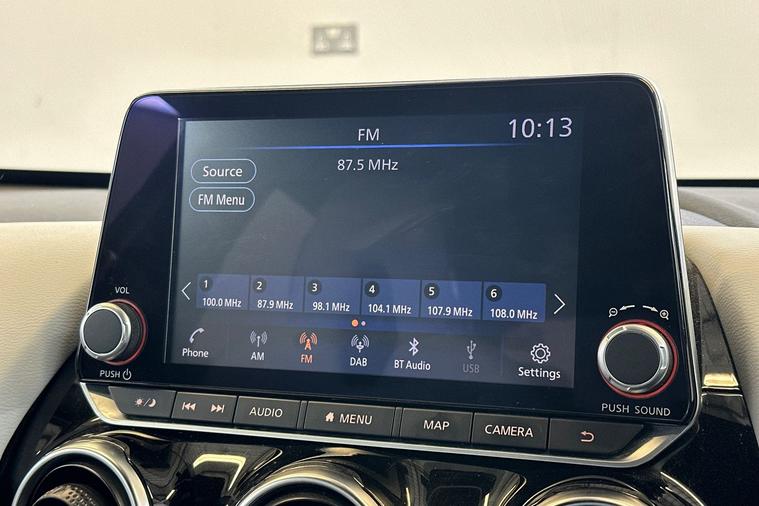 FM
10:13
87.5 MHz
Source
FM Menu
1 2 3 4 5 6
100.0 MHz 87.9 MHz 98.1 MHz 104.1 MHz 107.9 MHz 108.0 MHz
Phone AM FM DAB BT Audio USB Settings
VOL
PUSH
PUSH SOUND
AUDIO MENU MAP CAMERA